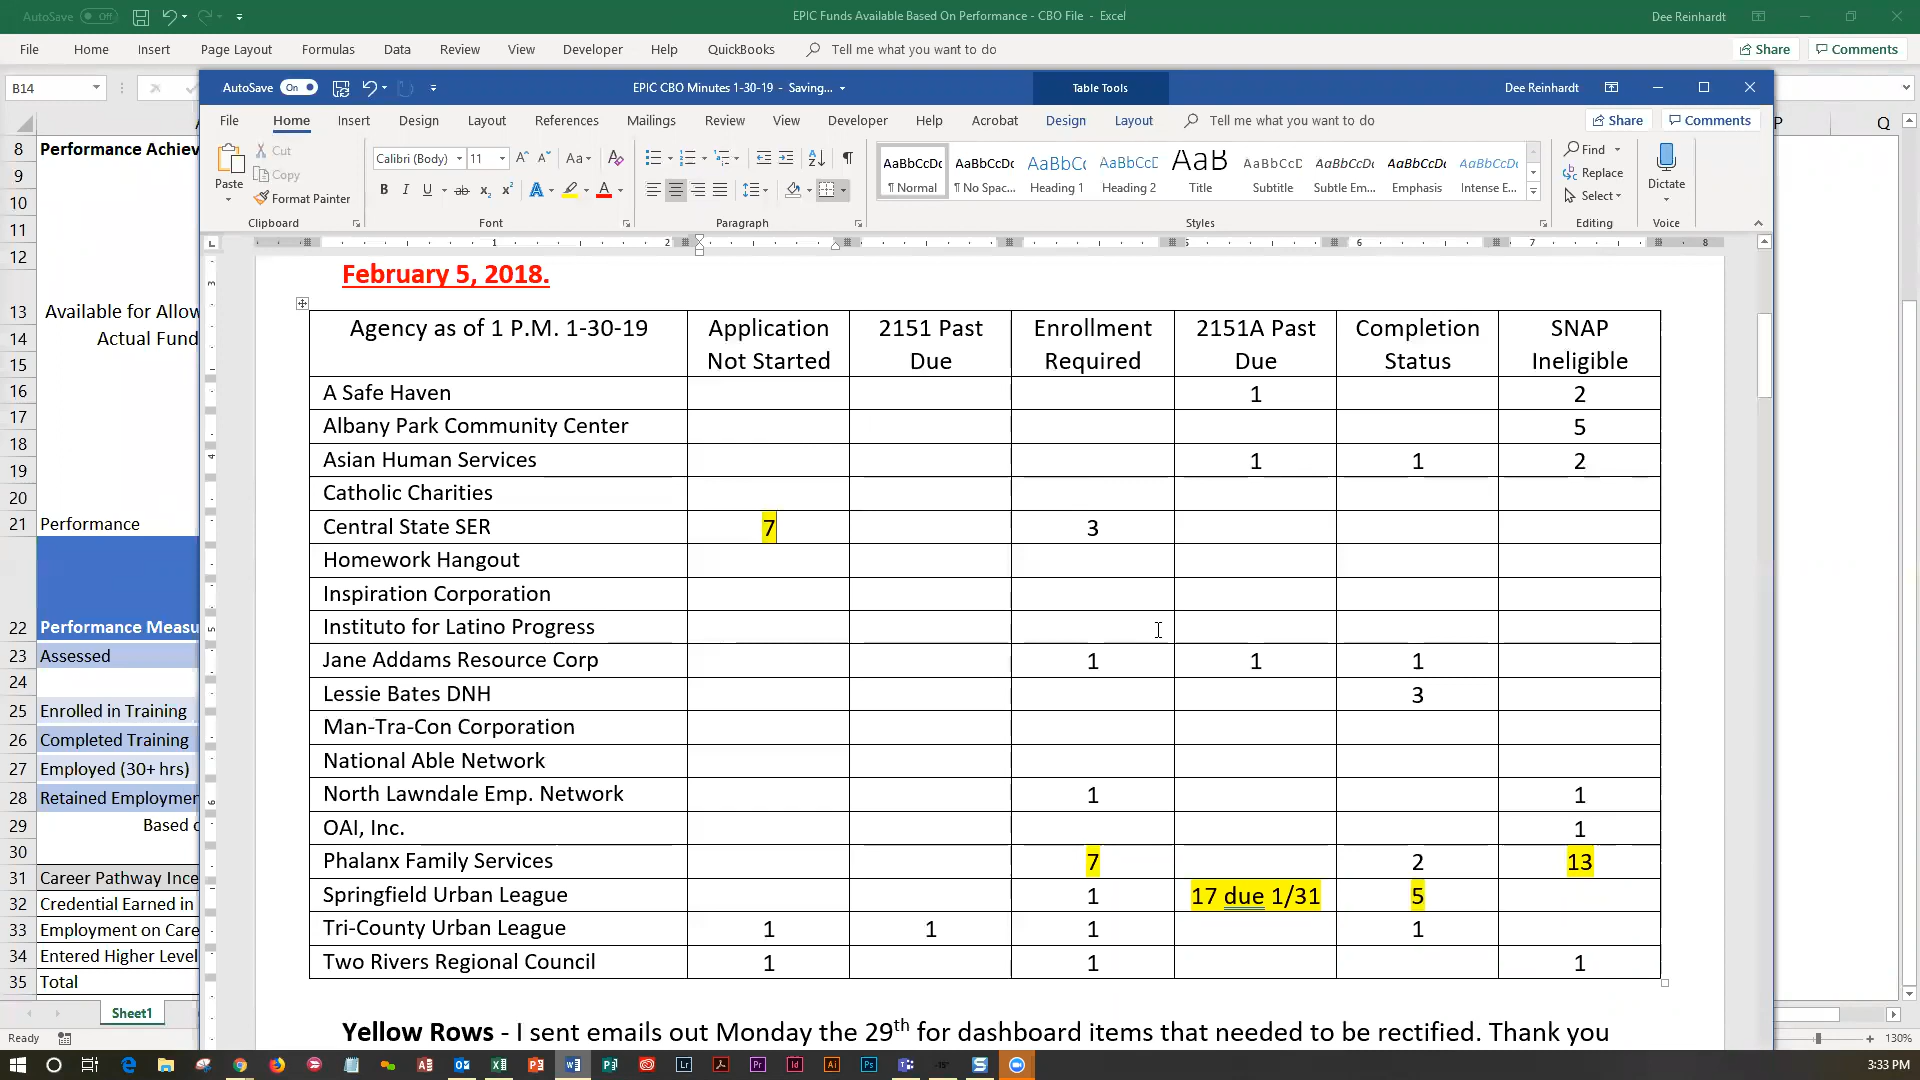 AutoSave Off EPIC Funds Available Based On Performance - CBO File - Excel Dee Reinhardt
File Home Insert Page Layout Formulas Data Review View Developer Help QuickBooks Tell me what you want to do Share Comments
B14
AutoSave On EPIC CBO Minutes 1-30-19 - Saving... Table Tools Dee Reinhardt
File Home Insert Design Layout References Mailings Review View Developer Help Acrobat Design Layout Tell me what you want to do Share Comments
Paste Cut Copy Format Painter
Calibri (Body) 11
AaBbCcDc AaBbCcDc AaBbCc AaBbCcC AaB AaBbCcD AaBbCcDc AaBbCcDc AaBbCcDc
¶ Normal ¶ No Spac... Heading 1 Heading 2 Title Subtitle Subtle Em... Emphasis Intense E...
Find Replace Select Dictate
Clipboard Font Paragraph Styles Editing Voice
1 2 5 6 7 8
P Q
8 Performance Achiev
9
10
11
12
13 Available for Allow
14 Actual Fund
15
16
17
18
19
20
21 Performance
22 Performance Measu
23 Assessed
24
25 Enrolled in Training
26 Completed Training
27 Employed (30+ hrs)
28 Retained Employmen
29 Based o
30
31 Career Pathway Ince
32 Credential Earned in
33 Employment on Care
34 Entered Higher Level
35 Total
February 5, 2018.
Agency as of 1 P.M. 1-30-19 Application Not Started 2151 Past Due Enrollment Required 2151A Past Due Completion Status SNAP Ineligible
A Safe Haven 1 2
Albany Park Community Center 5
Asian Human Services 1 1 2
Catholic Charities
Central State SER 7 3
Homework Hangout
Inspiration Corporation
Instituto for Latino Progress
Jane Addams Resource Corp 1 1 1
Lessie Bates DNH 3
Man-Tra-Con Corporation
National Able Network
North Lawndale Emp. Network 1 1
OAI, Inc. 1
Phalanx Family Services 7 2 13
Springfield Urban League 1 17 due 1/31 5
Tri-County Urban League 1 1 1 1
Two Rivers Regional Council 1 1 1
Yellow Rows - I sent emails out Monday the 29th for dashboard items that needed to be rectified. Thank you
Sheet1
Ready 130%
3:33 PM